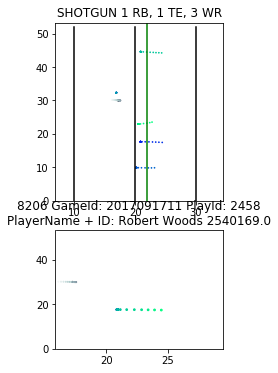 SHOTGUN 1 RB, 1 TE, 3 WR
50
40
30
20
10
0
10 20 30
8206 GameId: 2017091711 PlayId: 2458
PlayerName + ID: Robert Woods 2540169.0
40
20
0
20 25